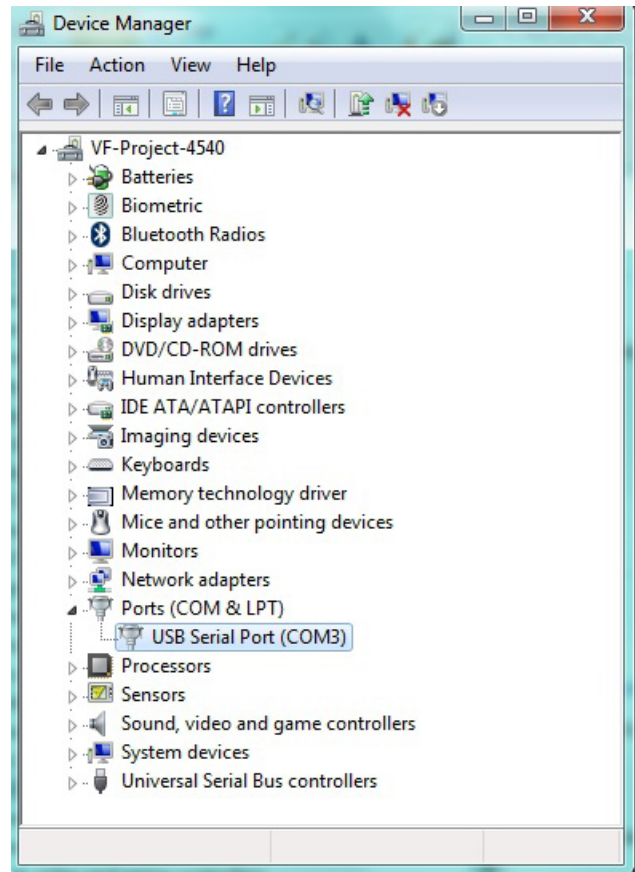 Device Manager
File Action View Help
VF-Project-4540
Batteries
Biometric
Bluetooth Radios
Computer
Disk drives
Display adapters
DVD/CD-ROM drives
Human Interface Devices
IDE ATA/ATAPI controllers
Imaging devices
Keyboards
Memory technology driver
Mice and other pointing devices
Monitors
Network adapters
Ports (COM & LPT)
USB Serial Port (COM3)
Processors
Sensors
Sound, video and game controllers
System devices
Universal Serial Bus controllers